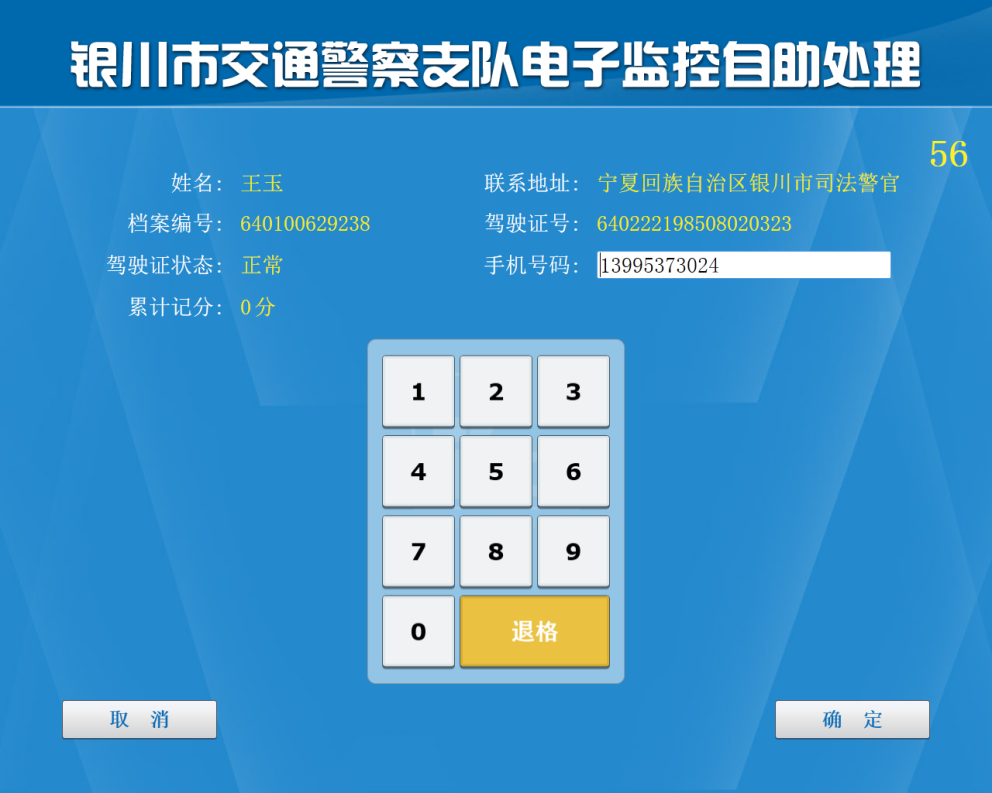 银川市交通警察支队电子监控自助处理
56
姓名： 王玉 联系地址： 宁夏回族自治区银川市司法警官
档案编号： 640100629238 驾驶证号： 640222198508020323
驾驶证状态： 正常 手机号码： 13995373024
累计记分： 0分
1 2 3
4 5 6
7 8 9
0 退格
取 消 确 定